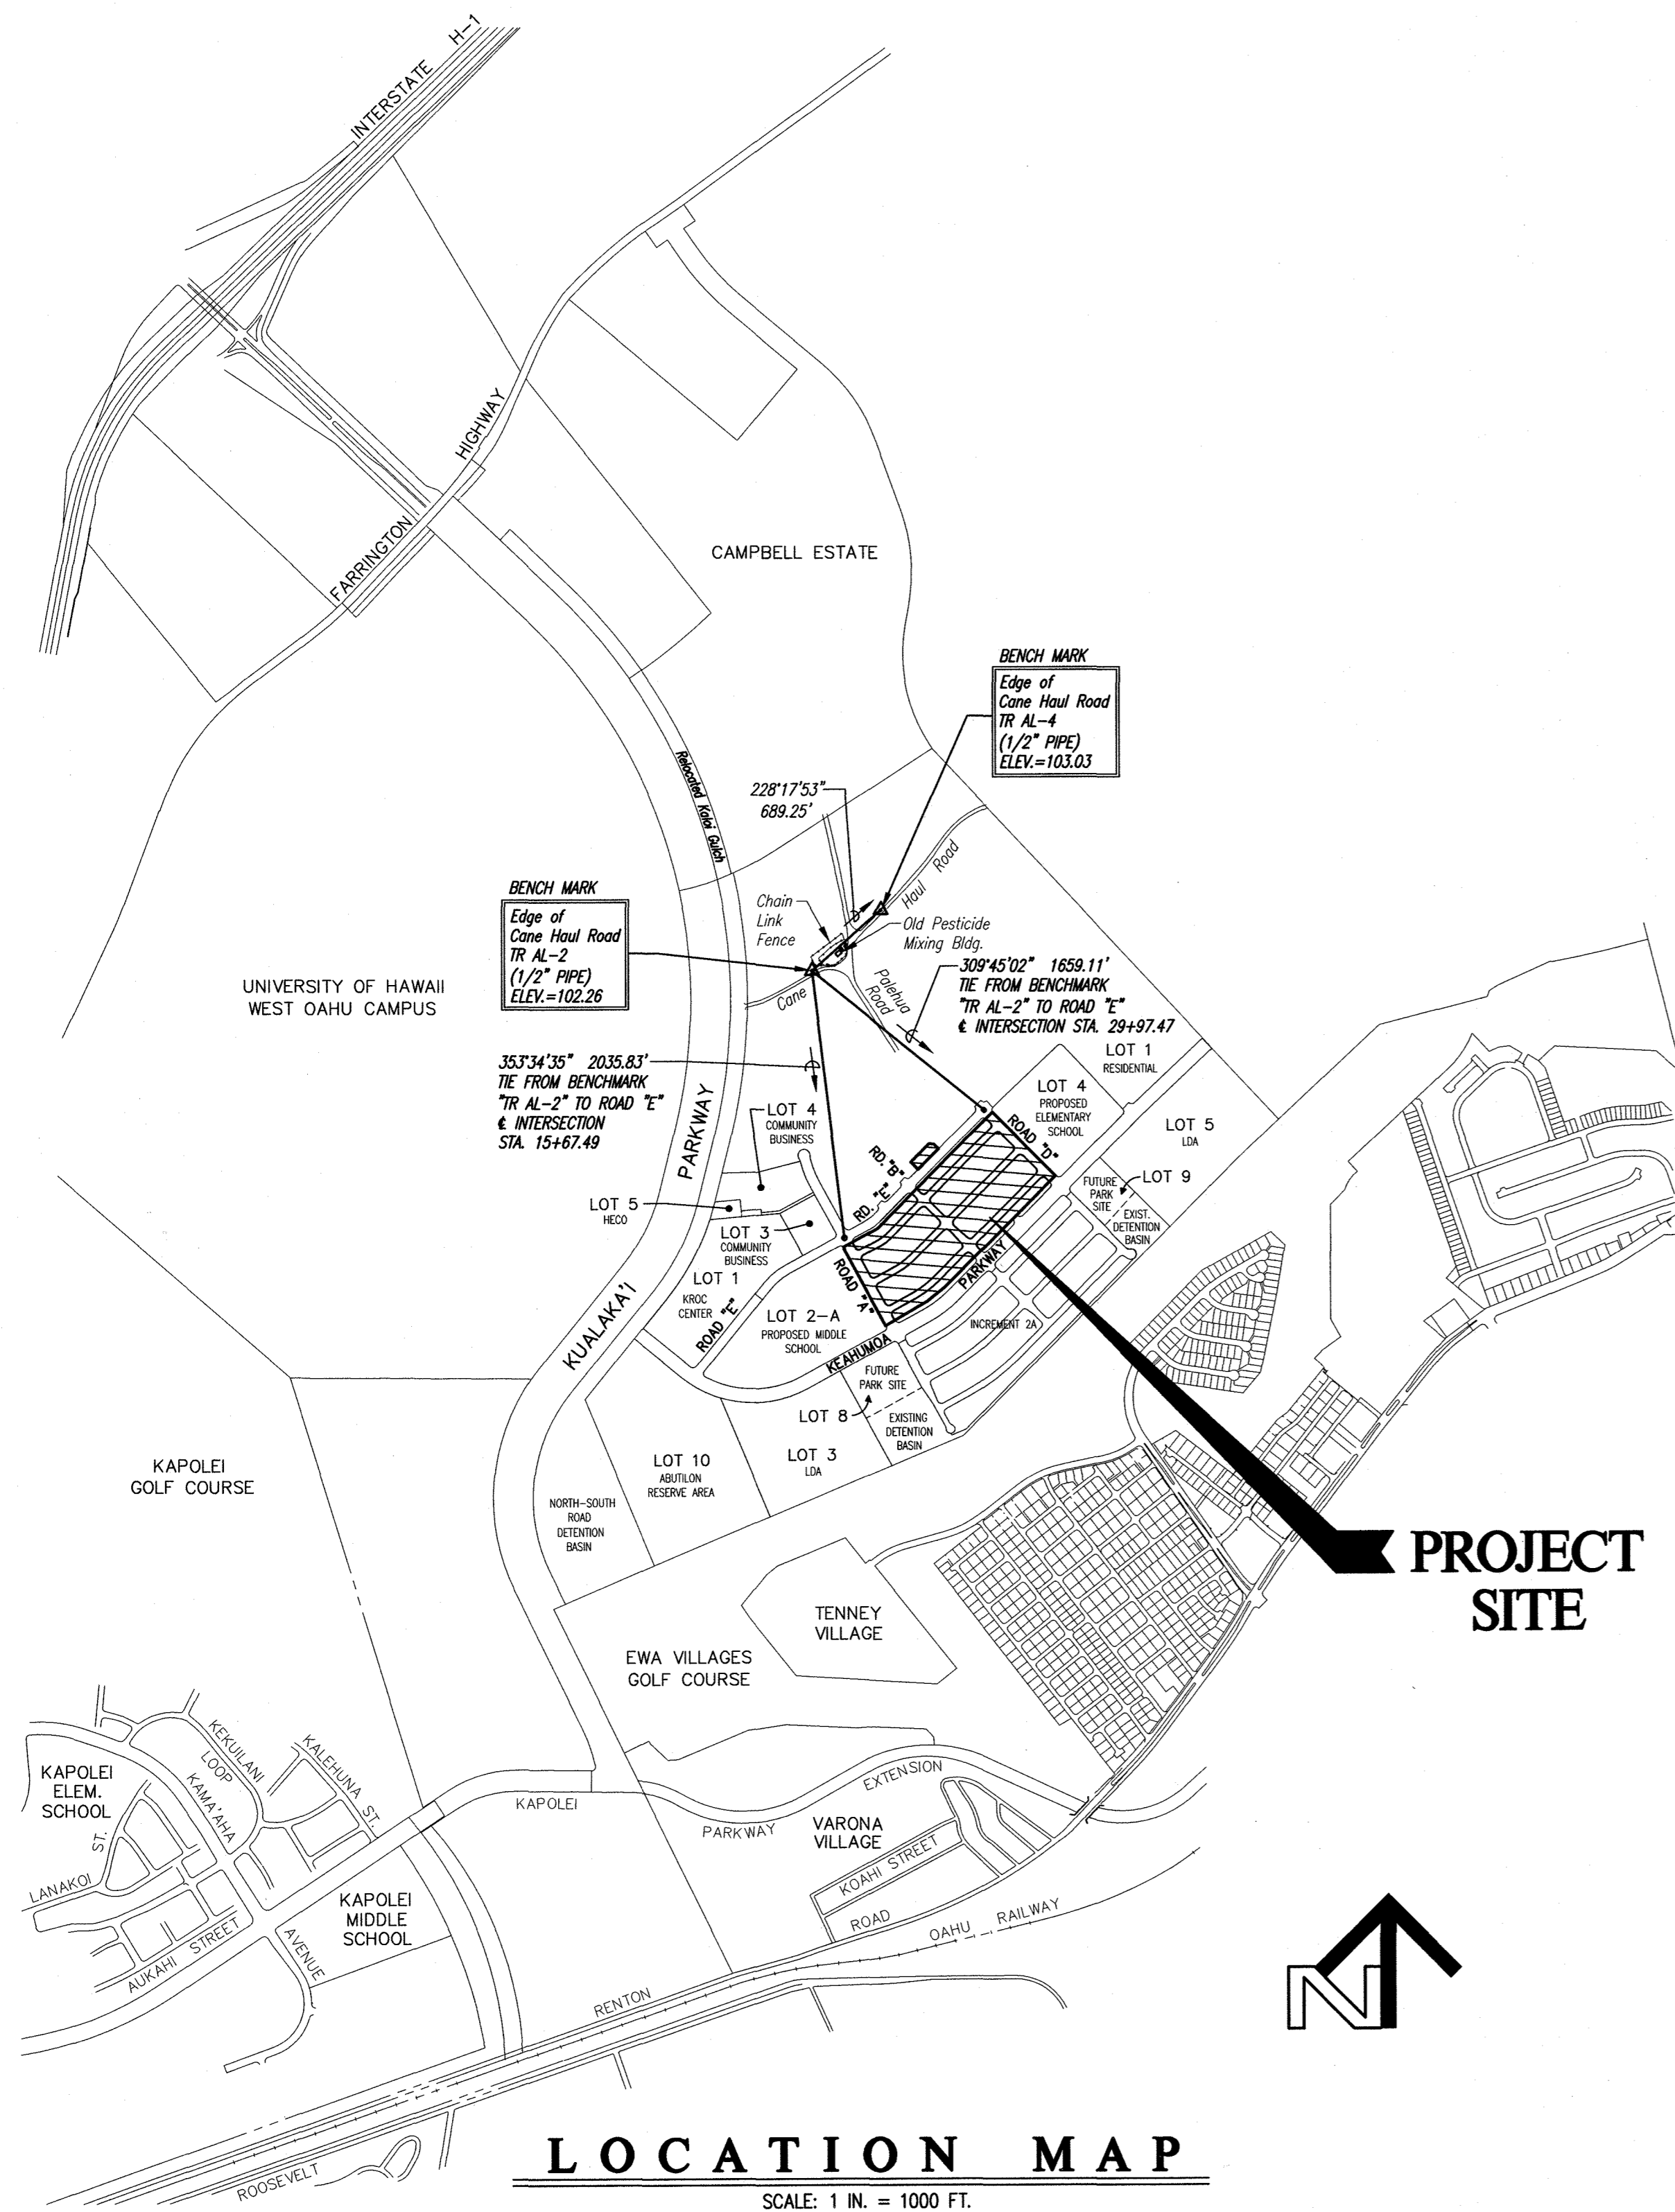 INTERSTATE
H-1
FARRINGTON
HIGHWAY
CAMPBELL ESTATE
BENCH MARK
Edge of
Cane Haul Road
TR AL-4
(1/2" PIPE)
ELEV.=103.03
Relocated Kaloi Gulch
228°17'53"
689.25'
BENCH MARK
Edge of
Cane Haul Road
TR AL-2
(1/2" PIPE)
ELEV.=102.26
Chain
Link
Fence
Haul Road
Old Pesticide
Mixing Bldg.
Cane
Palehua
Road
309°45'02" 1659.11'
TIE FROM BENCHMARK
"TR AL-2" TO ROAD "E"
℄ INTERSECTION STA. 29+97.47
UNIVERSITY OF HAWAII
WEST OAHU CAMPUS
353°34'35" 2035.83'
TIE FROM BENCHMARK
"TR AL-2" TO ROAD "E"
℄ INTERSECTION
STA. 15+67.49
LOT 1
RESIDENTIAL
LOT 4
PROPOSED
ELEMENTARY
SCHOOL
ROAD "D"
LOT 5
LDA
LOT 4
COMMUNITY
BUSINESS
RD. "B"
RD. "E"
LOT 9
FUTURE
PARK
SITE
EXIST.
DETENTION
BASIN
LOT 5
HECO
LOT 3
COMMUNITY
BUSINESS
KUALAKA'I
PARKWAY
LOT 1
KROC
CENTER
ROAD "E"
ROAD "A"
LOT 2-A
PROPOSED MIDDLE
SCHOOL
KEAHUMOA
PARKWAY
INCREMENT 2A
FUTURE
PARK SITE
LOT 8
EXISTING
DETENTION
BASIN
LOT 3
LDA
LOT 10
ABUTILON
RESERVE AREA
NORTH-SOUTH
ROAD
DETENTION
BASIN
KAPOLEI
GOLF COURSE
PROJECT
SITE
TENNEY
VILLAGE
EWA VILLAGES
GOLF COURSE
KAPOLEI
ELEM.
SCHOOL
KEKUILANI
LOOP
KAMA'AHA
AVENUE
KALEHUNA ST.
LANAKOI
ST.
AUKAHI STREET
KAPOLEI
MIDDLE
SCHOOL
KAPOLEI
PARKWAY
EXTENSION
VARONA
VILLAGE
KOAHI STREET
RENTON
ROAD
OAHU RAILWAY
ROOSEVELT
N
LOCATION MAP
SCALE: 1 IN. = 1000 FT.